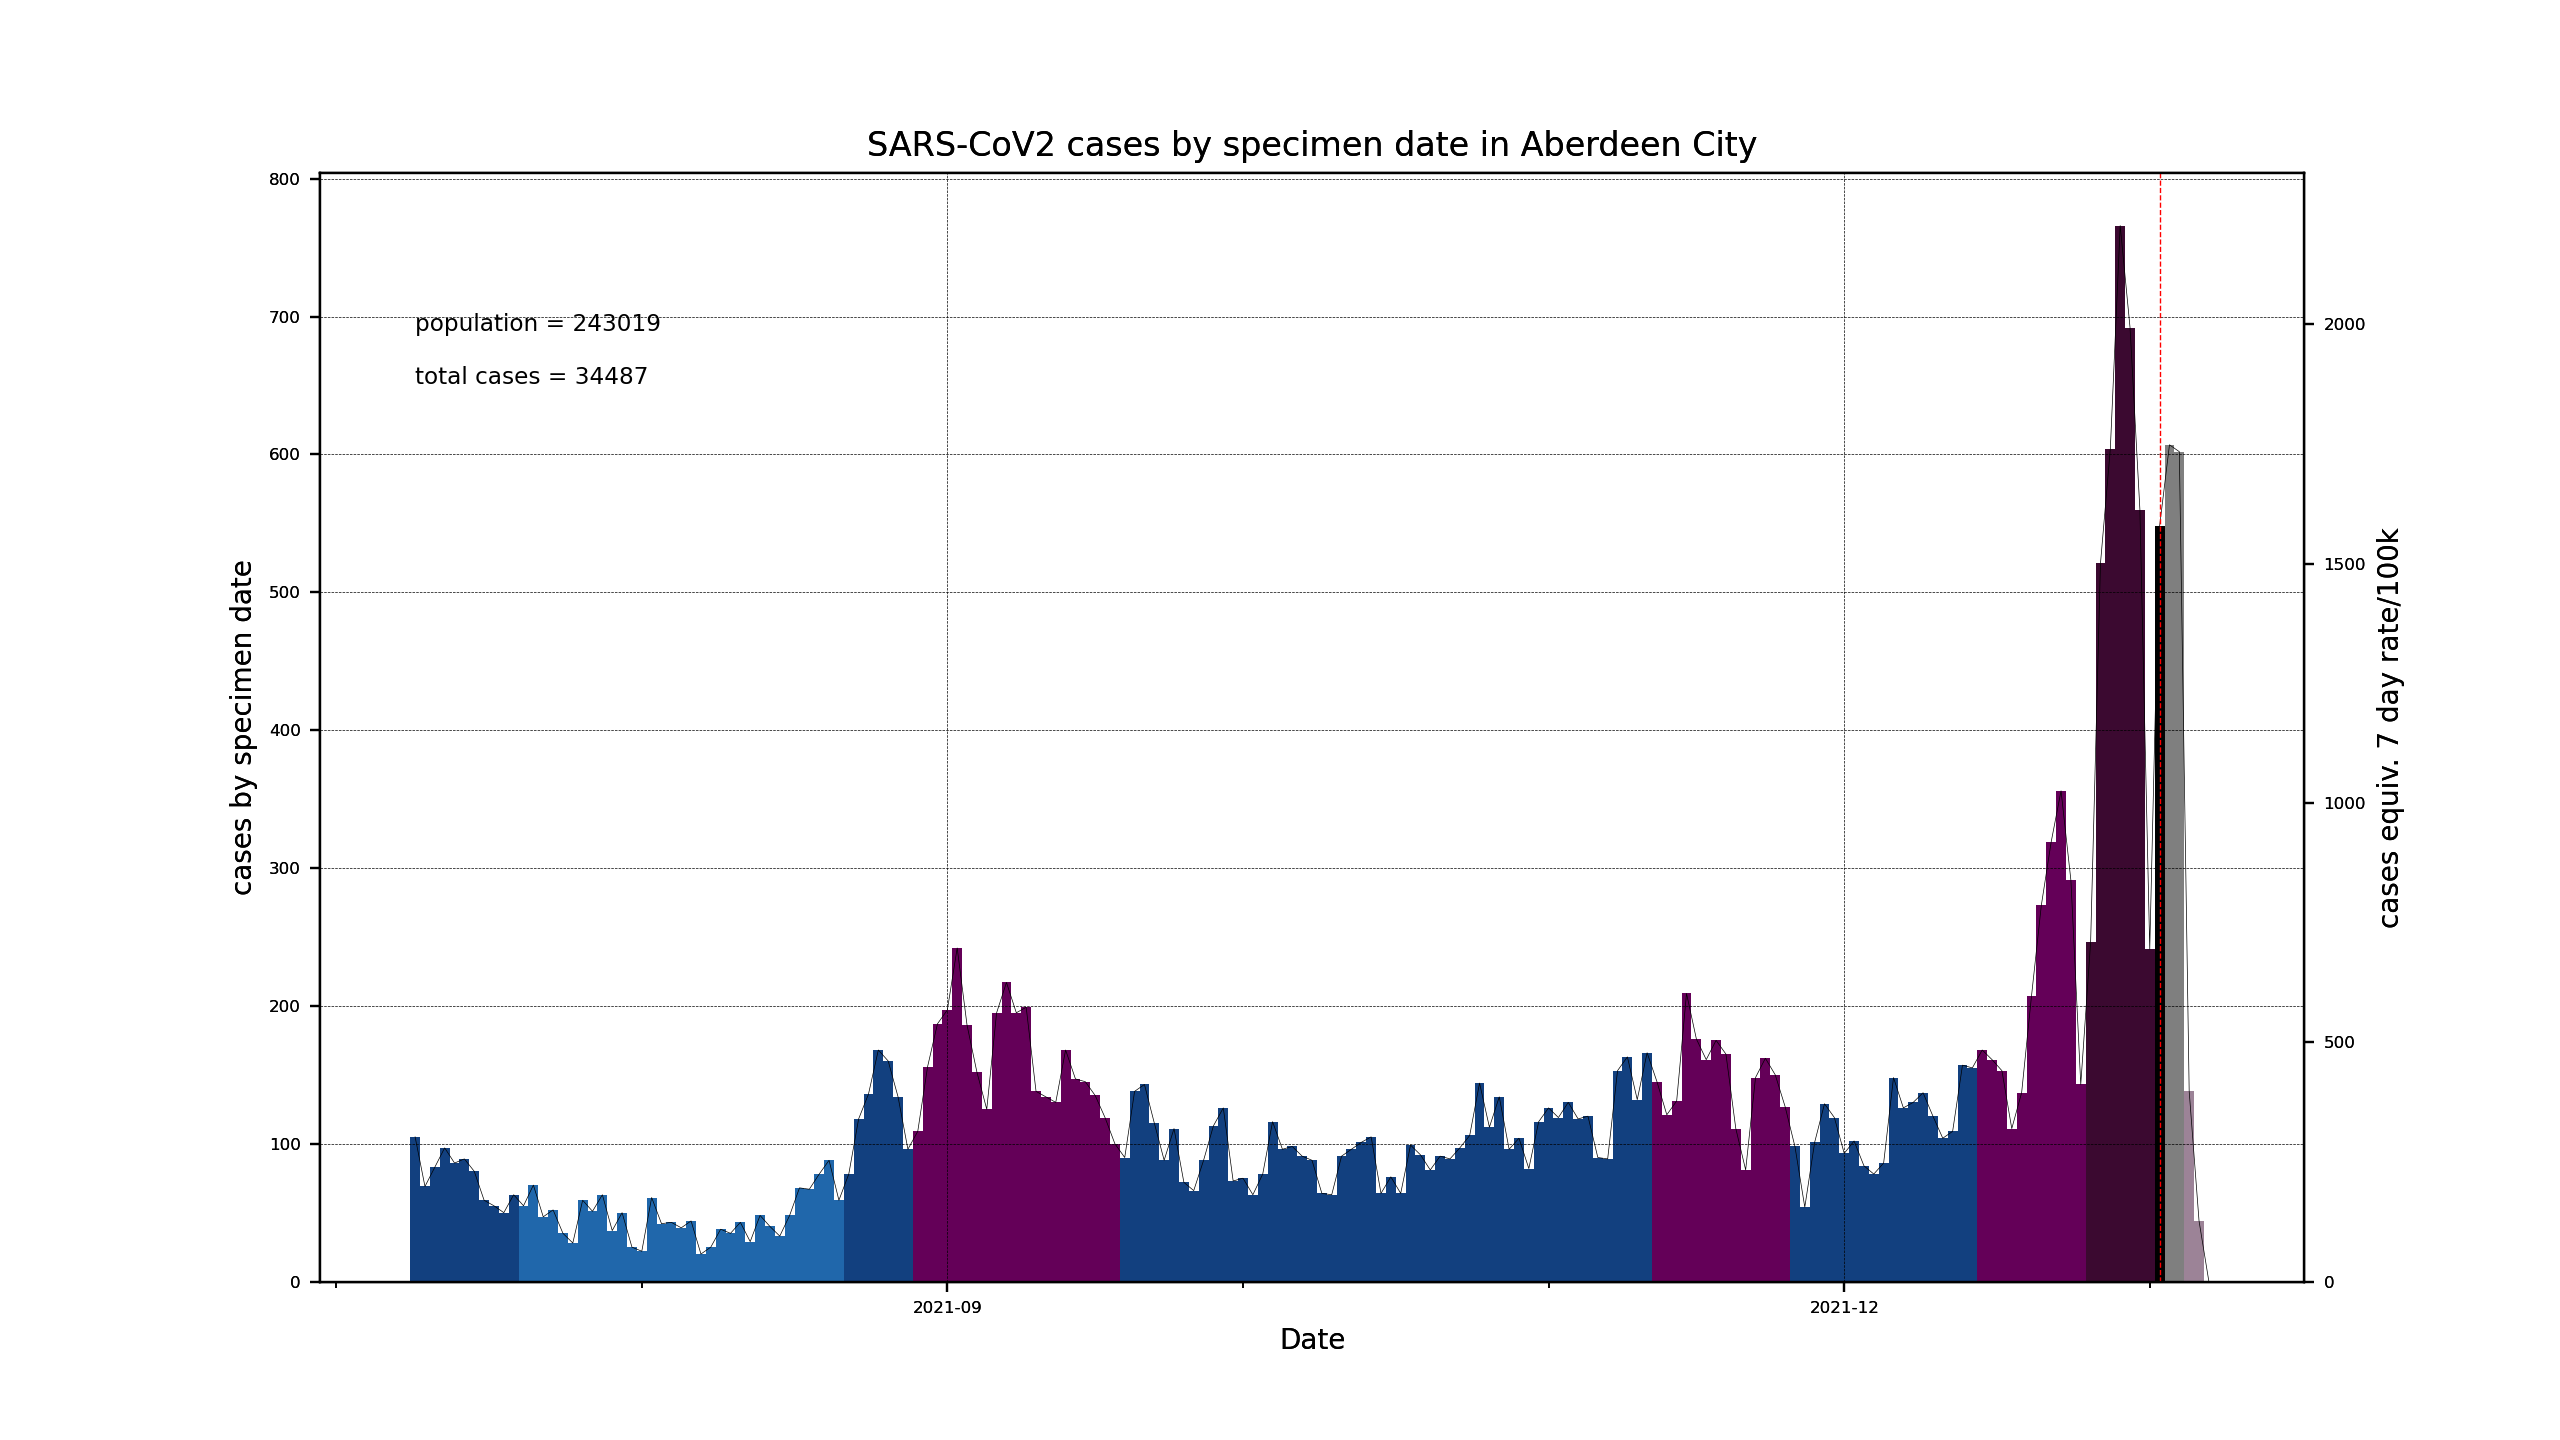 SARS-CoV2 cases by specimen date in Aberdeen City
800
700
600
500
400
300
200
100
0
cases by specimen date
population = 243019
total cases = 34487
2000
1500
1000
500
0
cases equiv. 7 day rate/100k
2021-09
2021-12
Date